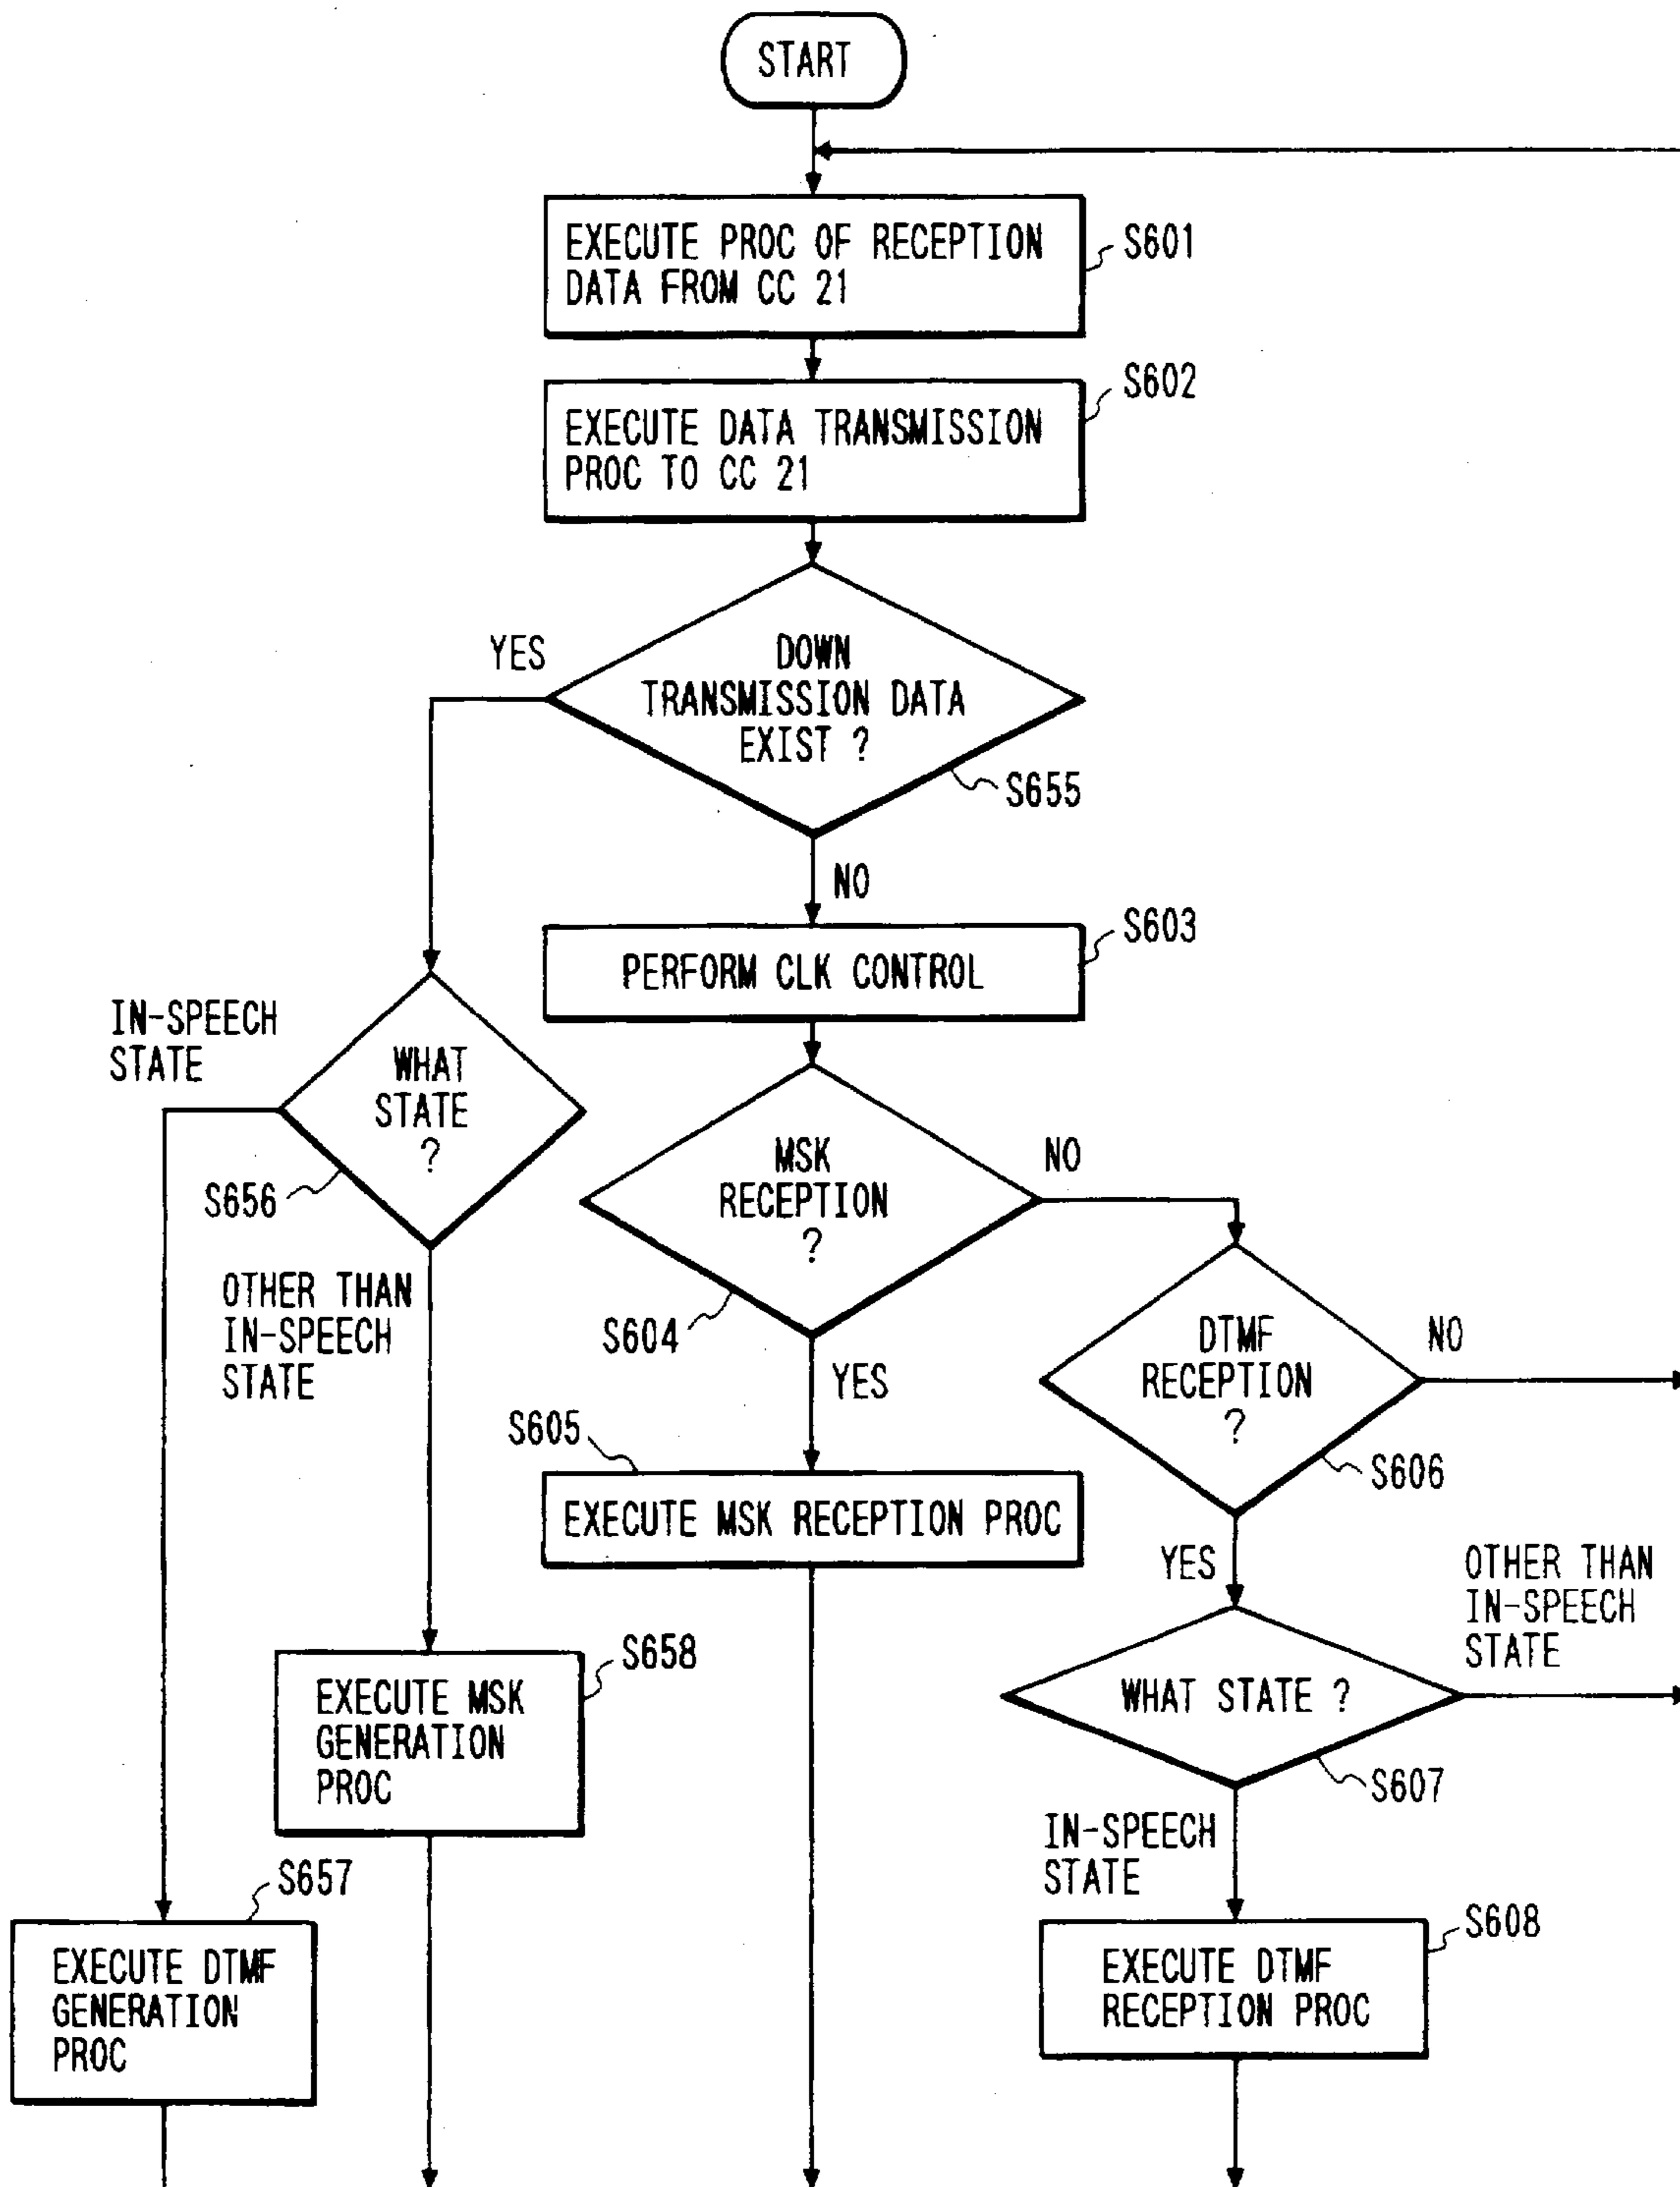 START
EXECUTE PROC OF RECEPTION
DATA FROM CC 21
S601
EXECUTE DATA TRANSMISSION
PROC TO CC 21
S602
DOWN
TRANSMISSION DATA
EXIST ?
YES
S655
NO
PERFORM CLK CONTROL
S603
IN-SPEECH
STATE
WHAT
STATE
?
S656
OTHER THAN
IN-SPEECH
STATE
MSK
RECEPTION
?
NO
S604
YES
DTMF
RECEPTION
?
NO
S606
YES
S605
EXECUTE MSK RECEPTION PROC
OTHER THAN
IN-SPEECH
STATE
WHAT STATE ?
S607
IN-SPEECH
STATE
S658
EXECUTE MSK
GENERATION
PROC
S657
EXECUTE DTMF
GENERATION
PROC
S608
EXECUTE DTMF
RECEPTION PROC